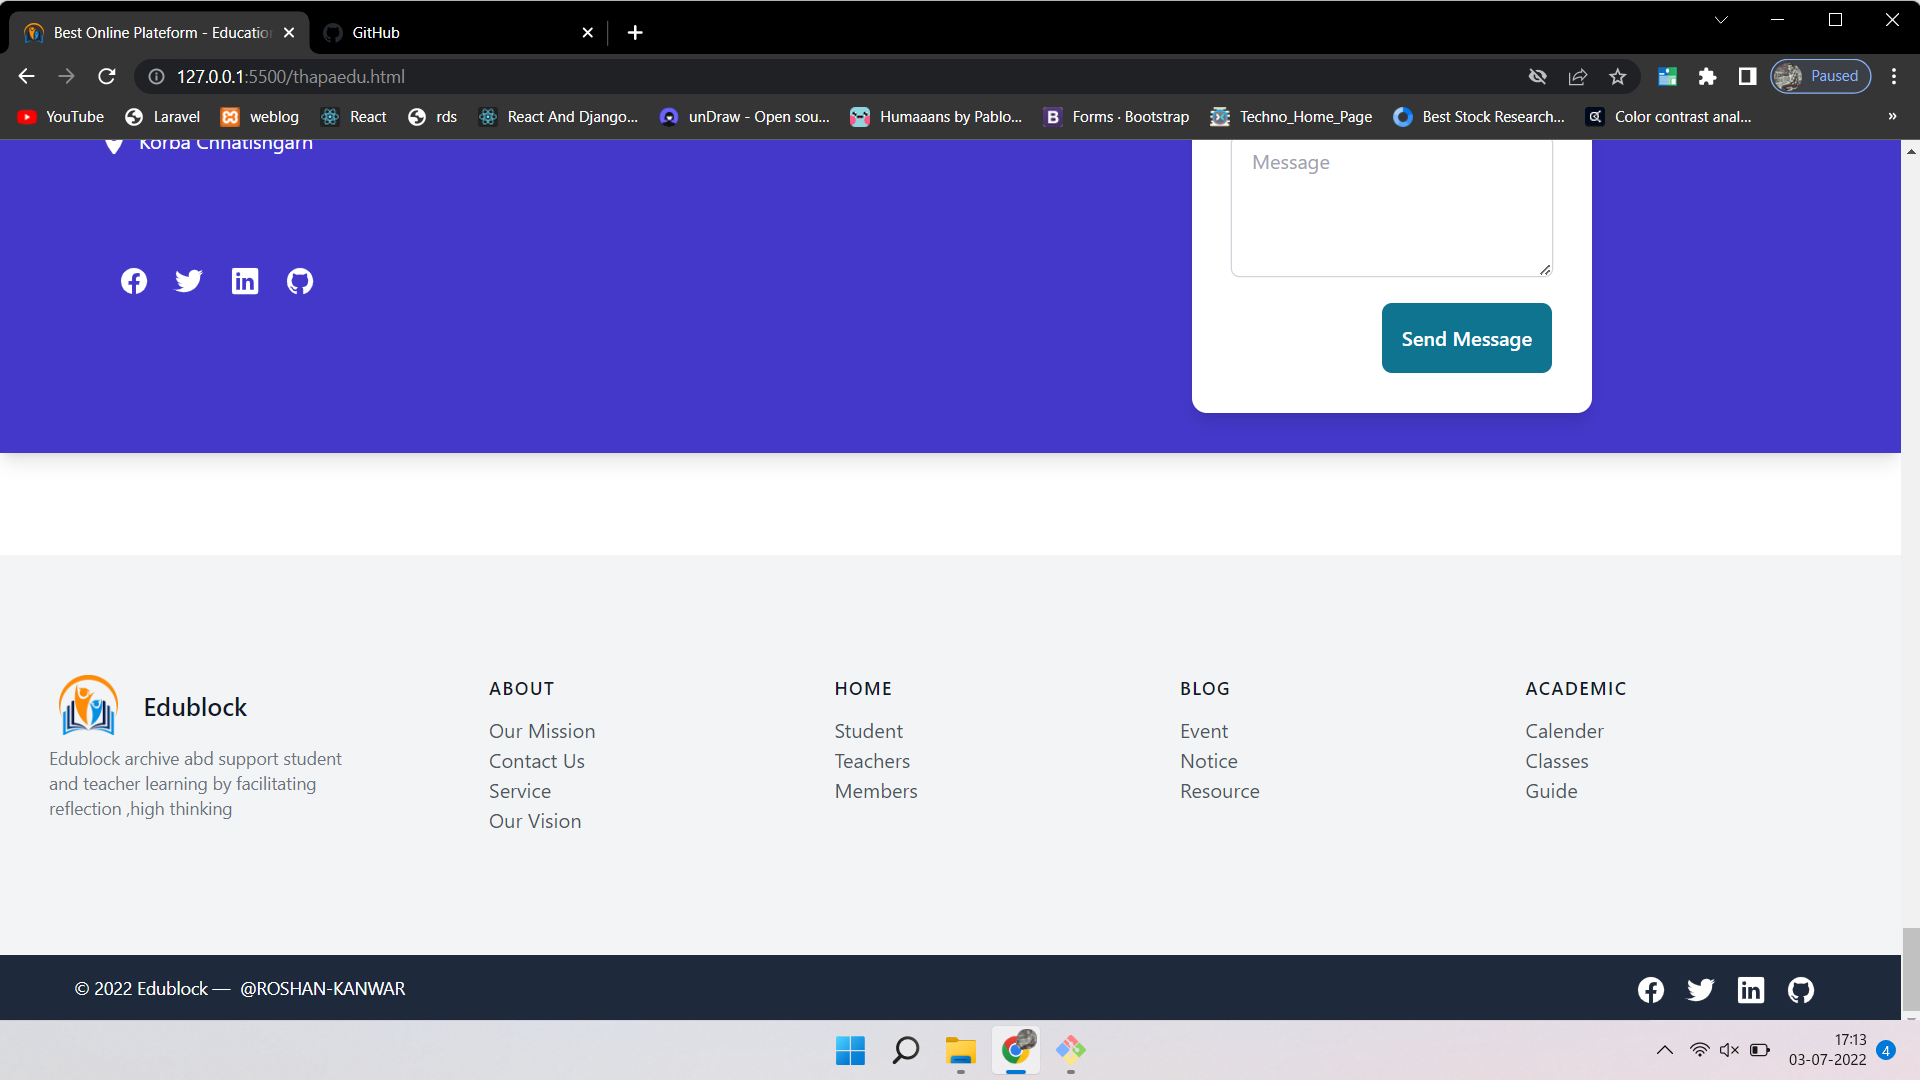 Best Online Plateform - Education
GitHub
127.0.0.1:5500/thapaedu.html
Paused
YouTube
Laravel
weblog
React
rds
React And Django...
unDraw - Open sou...
Humaaans by Pablo...
Forms · Bootstrap
Techno_Home_Page
Best Stock Research...
Color contrast anal...
»
Korba Chhatishgarh
Message
Send Message
Edublock
Edublock archive abd support student
and teacher learning by facilitating
reflection ,high thinking
ABOUT
Our Mission
Contact Us
Service
Our Vision
HOME
Student
Teachers
Members
BLOG
Event
Notice
Resource
ACADEMIC
Calender
Classes
Guide
© 2022 Edublock — @ROSHAN-KANWAR
17:13
03-07-2022
4